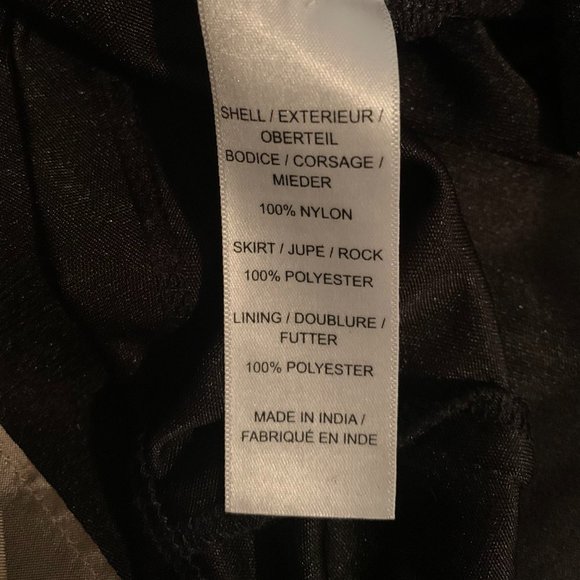 SHELL / EXTERIEUR /
OBERTEIL
BODICE / CORSAGE /
MIEDER
100% NYLON
SKIRT / JUPE / ROCK
100% POLYESTER
LINING / DOUBLURE /
FUTTER
100% POLYESTER
MADE IN INDIA /
FABRIQUÉ EN INDE